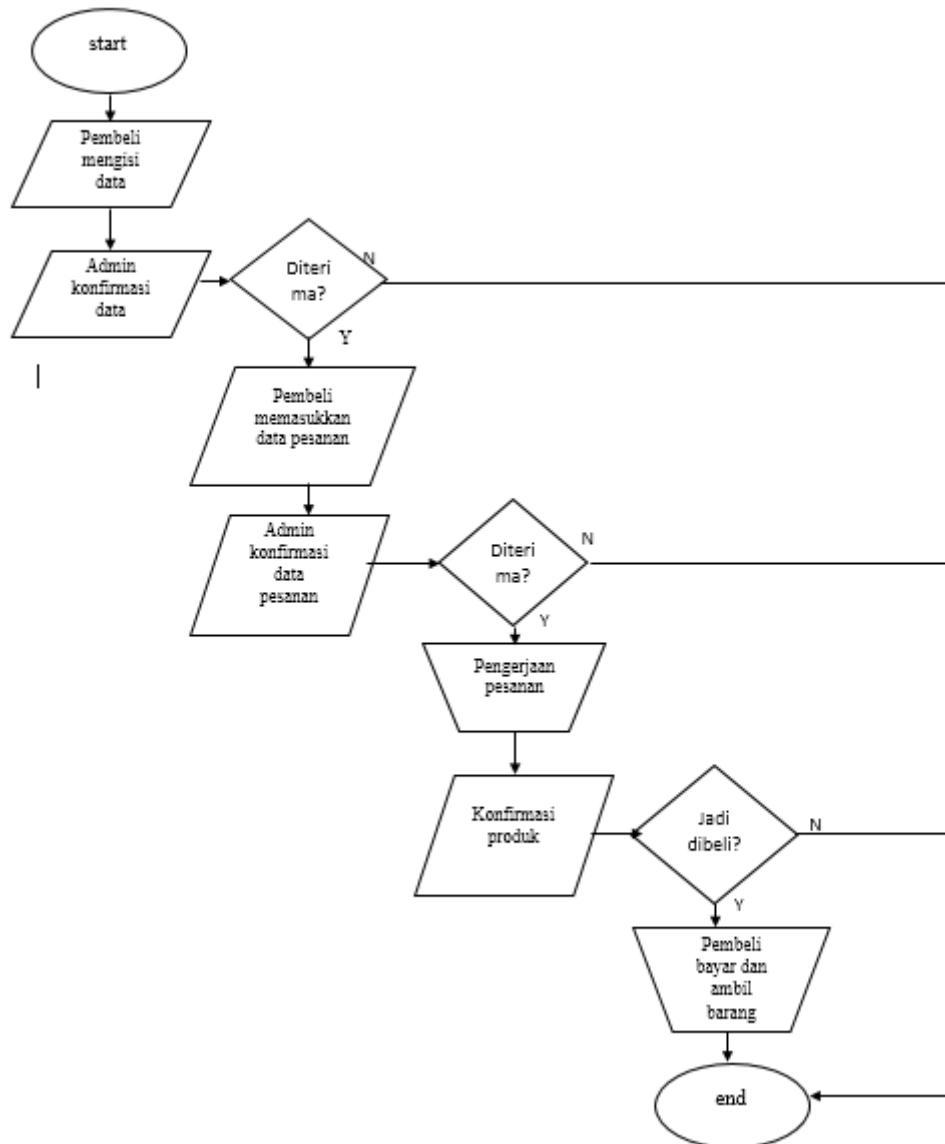 start
Pembeli
mengisi
data
Admin
konfirmasi
data
Diteri
ma?
N
Y
Pembeli
memasukkan
data pesanan
Admin
konfirmasi
data
pesanan
Diteri
ma?
N
Y
Pengerjaan
pesanan
Konfirmasi
produk
Jadi
dibeli?
N
Y
Pembeli
bayar dan
ambil
barang
end